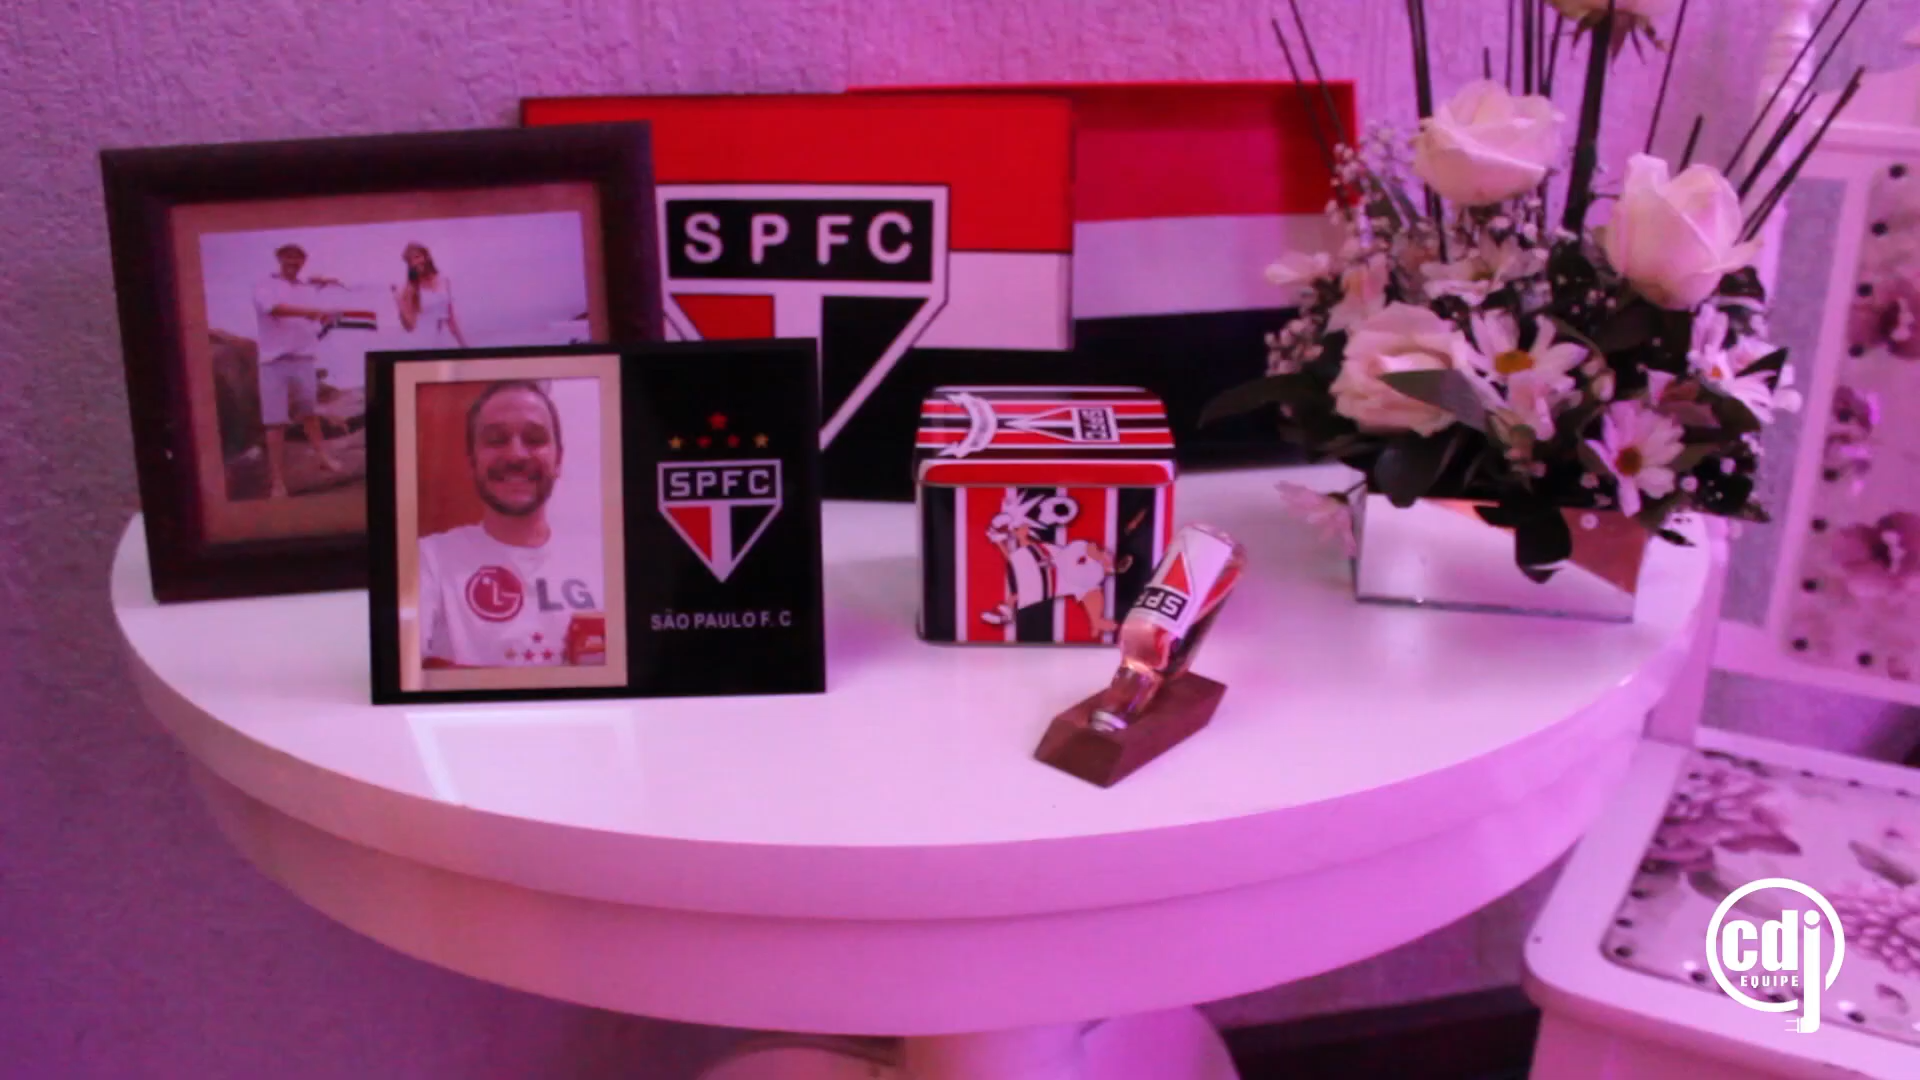 SPFC
SPFC
SÃO PAULO F. C
LG
SPFC
SPFC
cdj
EQUIPE